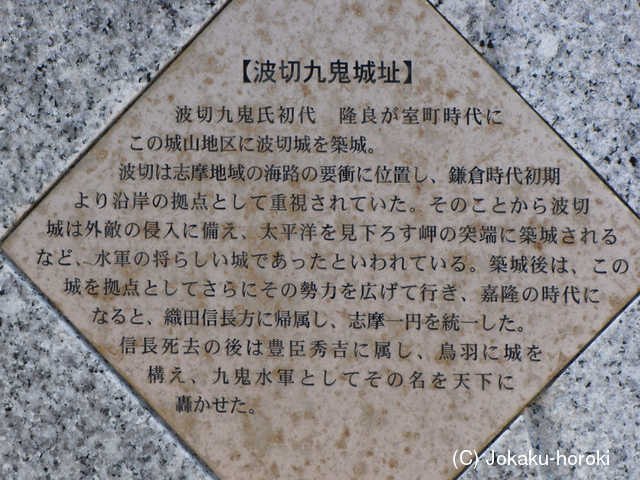 【波切九鬼城址】
波切九鬼氏初代　隆良が室町時代に
この城山地区に波切城を築城。
波切は志摩地域の海路の要衝に位置し、鎌倉時代初期
より沿岸の拠点として重視されていた。そのことから波切
城は外敵の侵入に備え、太平洋を見下ろす岬の突端に築城される
など、水軍の将らしい城であったといわれている。築城後は、この
城を拠点としてさらにその勢力を広げて行き、嘉隆の時代に
なると、織田信長方に帰属し、志摩一円を統一した。
信長死去の後は豊臣秀吉に属し、鳥羽に城を
構え、九鬼水軍としてその名を天下に
轟かせた。
(C) Jokaku-horoki